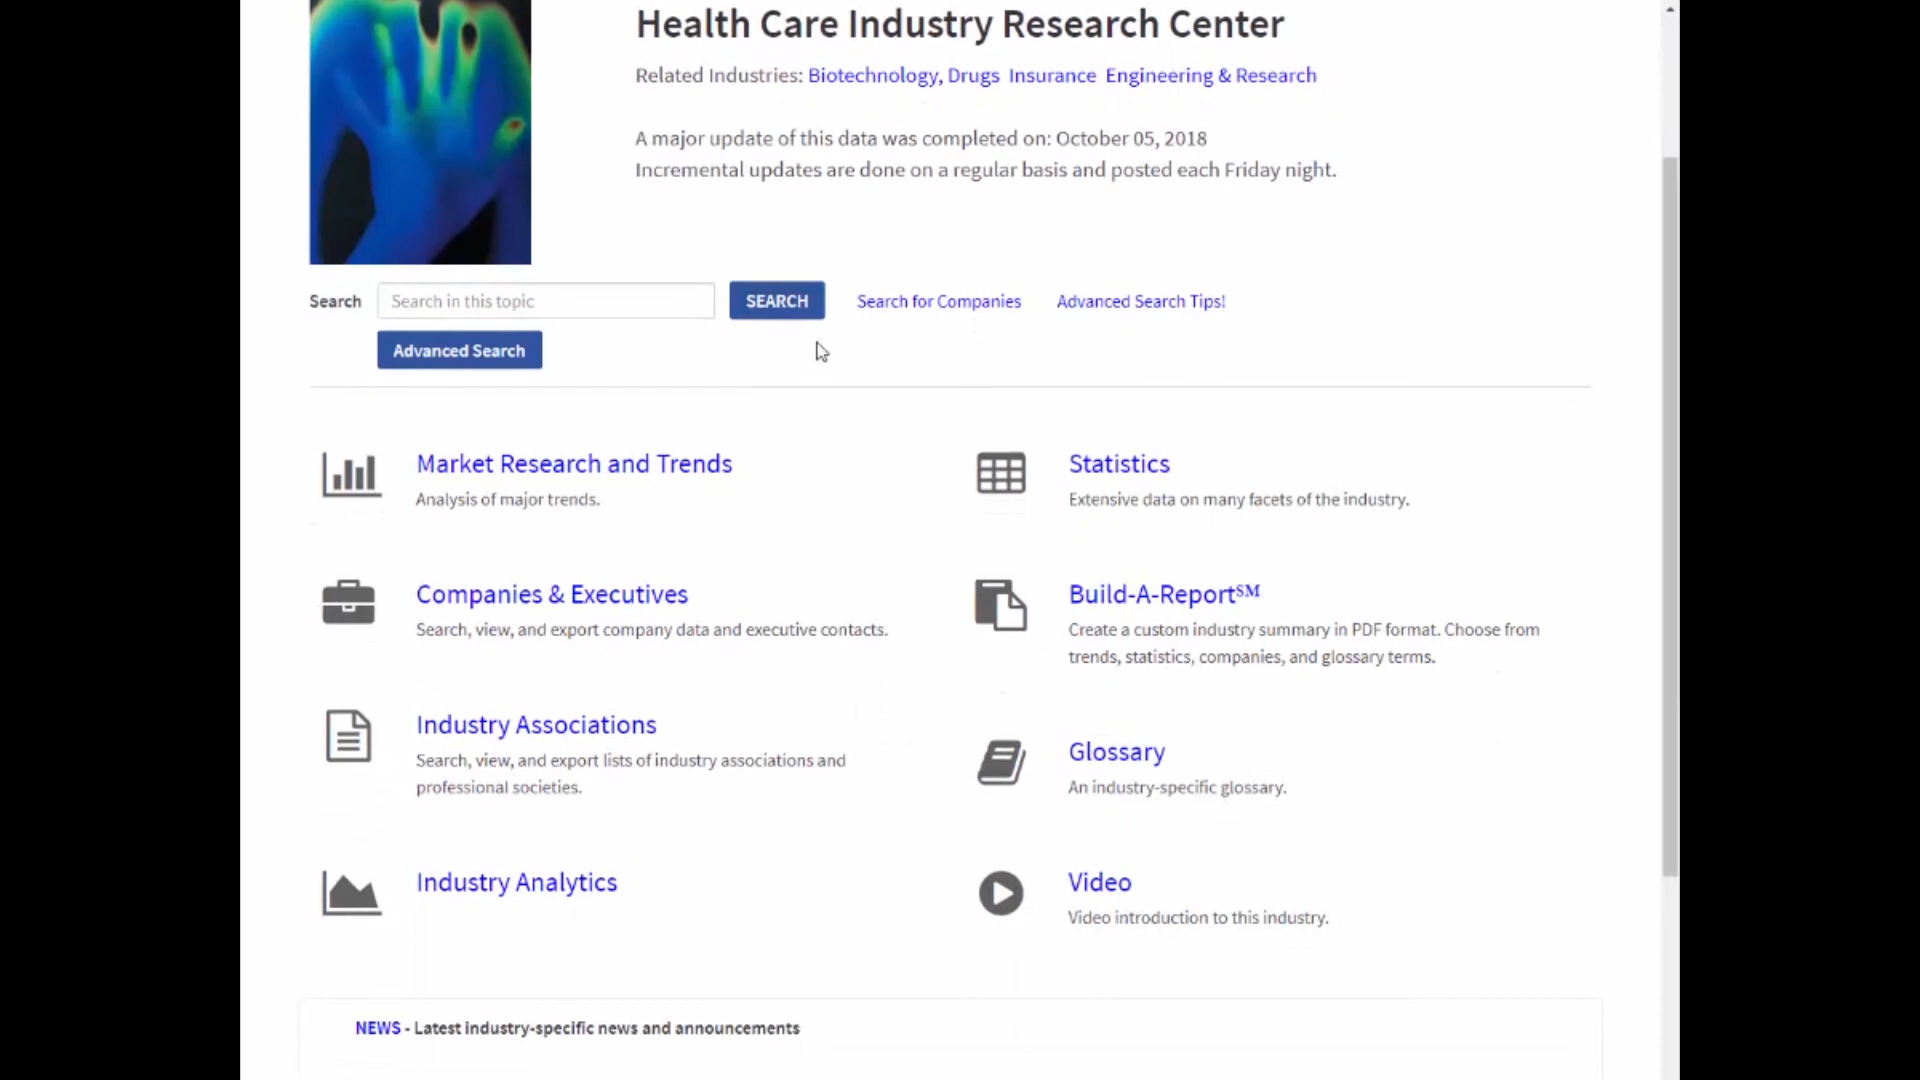 Health Care Industry Research Center
Related Industries: Biotechnology, Drugs Insurance Engineering & Research
A major update of this data was completed on: October 05, 2018
Incremental updates are done on a regular basis and posted each Friday night.
Search Search in this topic SEARCH Search for Companies Advanced Search Tips!
Advanced Search
Market Research and Trends
Analysis of major trends.
Statistics
Extensive data on many facets of the industry.
Companies & Executives
Search, view, and export company data and executive contacts.
Build-A-Report℠
Create a custom industry summary in PDF format. Choose from
trends, statistics, companies, and glossary terms.
Industry Associations
Search, view, and export lists of industry associations and
professional societies.
Glossary
An industry-specific glossary.
Industry Analytics
Video
Video introduction to this industry.
NEWS - Latest industry-specific news and announcements